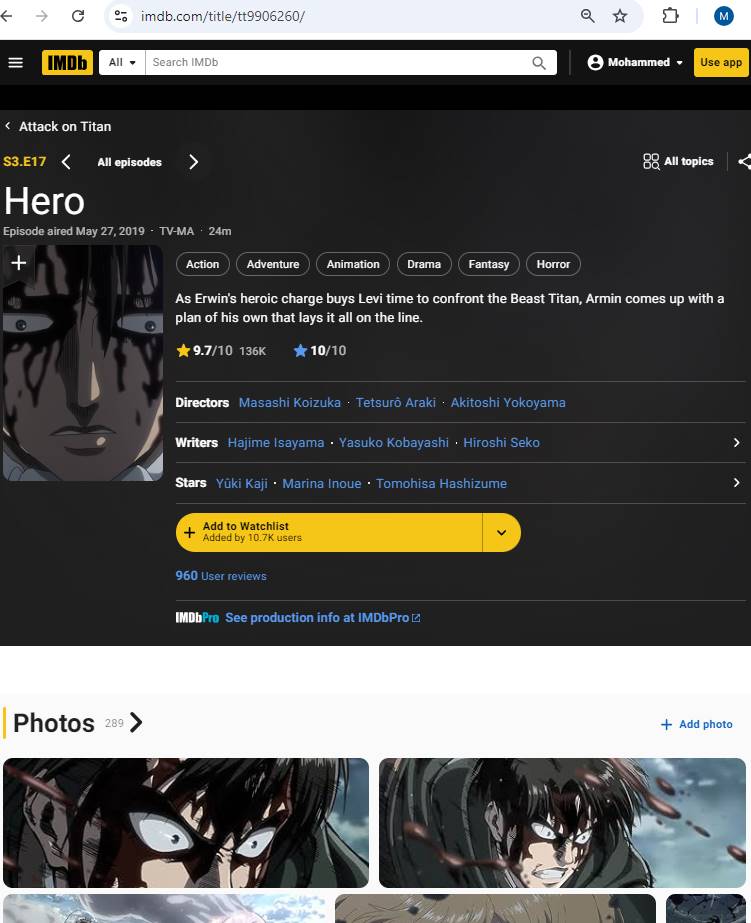 imdb.com/title/tt9906260/
M
IMDb All Search IMDb Mohammed Use app
Attack on Titan
S3.E17 All episodes All topics
Hero
Episode aired May 27, 2019 · TV-MA · 24m
Action Adventure Animation Drama Fantasy Horror
As Erwin's heroic charge buys Levi time to confront the Beast Titan, Armin comes up with a
plan of his own that lays it all on the line.
9.7/10 136K 10/10
Directors Masashi Koizuka · Tetsurô Araki · Akitoshi Yokoyama
Writers Hajime Isayama · Yasuko Kobayashi · Hiroshi Seko
Stars Yûki Kaji · Marina Inoue · Tomohisa Hashizume
+ Add to Watchlist
Added by 10.7K users
960 User reviews
IMDbPro See production info at IMDbPro
Photos 289
+ Add photo